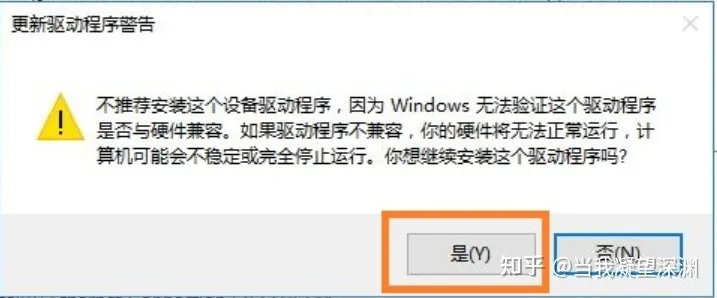 更新驱动程序警告
不推荐安装这个设备驱动程序，因为 Windows 无法验证这个驱动程序
是否与硬件兼容。如果驱动程序不兼容，你的硬件将无法正常运行，计
算机可能会不稳定或完全停止运行。你想继续安装这个驱动程序吗?
是(Y)
否(N)
知乎 @当我凝望深渊